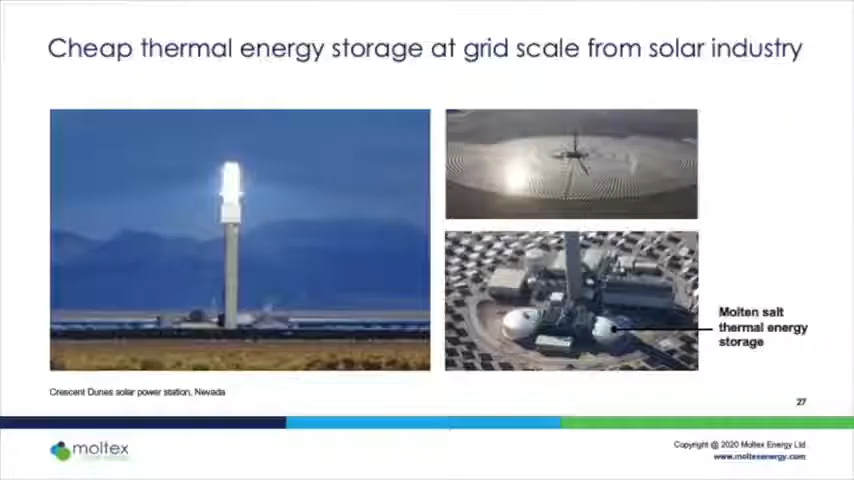 Cheap thermal energy storage at grid scale from solar industry
Molten salt
thermal energy
storage
Crescent Dunes solar power station, Nevada
27
moltex
Copyright @ 2020 Moltex Energy Ltd
www.moltexenergy.com